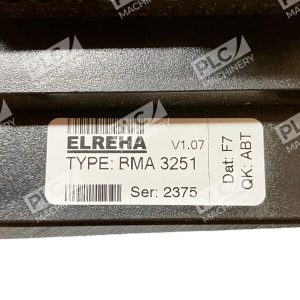 ELREHA V1.07
TYPE: BMA 3251
Ser: 2375
Dat: F7
QK: ABT
PLC
MACHINERY